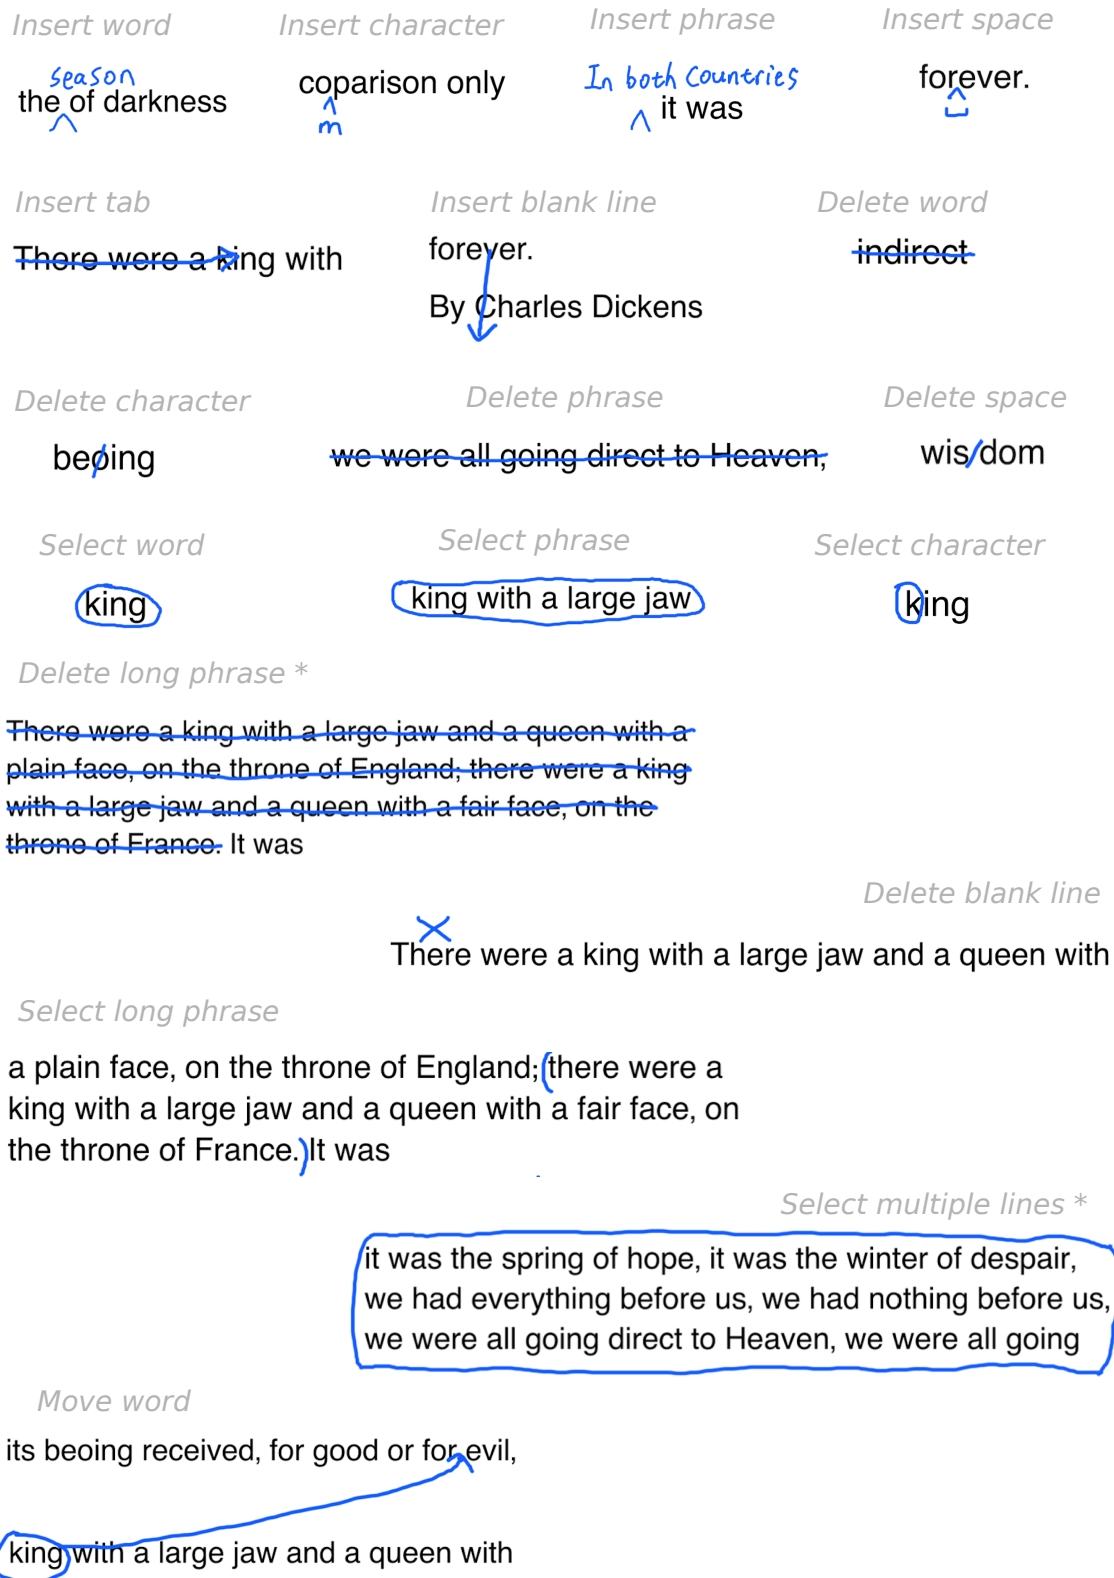 Insert word
Insert character
Insert phrase
Insert space
season
the of darkness
coparison only
m
In both Countries
it was
forever.
Insert tab
Insert blank line
Delete word
There were a king with
forever.
By Charles Dickens
indirect
Delete character
Delete phrase
Delete space
beoing
we were all going direct to Heaven,
wis dom
Select word
Select phrase
Select character
king
king with a large jaw
king
Delete long phrase *
There were a king with a large jaw and a queen with a
plain face, on the throne of England; there were a king
with a large jaw and a queen with a fair face, on the
throne of France. It was
Delete blank line
There were a king with a large jaw and a queen with
Select long phrase
a plain face, on the throne of England; there were a
king with a large jaw and a queen with a fair face, on
the throne of France. It was
Select multiple lines *
it was the spring of hope, it was the winter of despair,
we had everything before us, we had nothing before us,
we were all going direct to Heaven, we were all going
Move word
its beoing received, for good or for evil,
king with a large jaw and a queen with